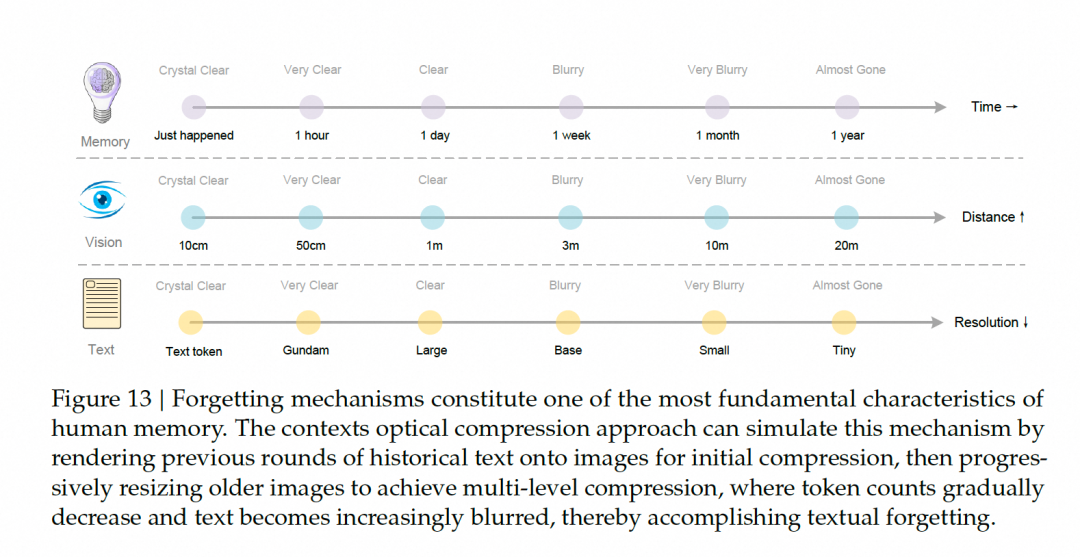 Crystal Clear Very Clear Clear Blurry Very Blurry Almost Gone
Time →
Just happened 1 hour 1 day 1 week 1 month 1 year
Memory
Crystal Clear Very Clear Clear Blurry Very Blurry Almost Gone
Distance ↑
10cm 50cm 1m 3m 10m 20m
Vision
Crystal Clear Very Clear Clear Blurry Very Blurry Almost Gone
Resolution ↓
Text token Gundam Large Base Small Tiny
Text
Figure 13 | Forgetting mechanisms constitute one of the most fundamental characteristics of
human memory. The contexts optical compression approach can simulate this mechanism by
rendering previous rounds of historical text onto images for initial compression, then progres-
sively resizing older images to achieve multi-level compression, where token counts gradually
decrease and text becomes increasingly blurred, thereby accomplishing textual forgetting.